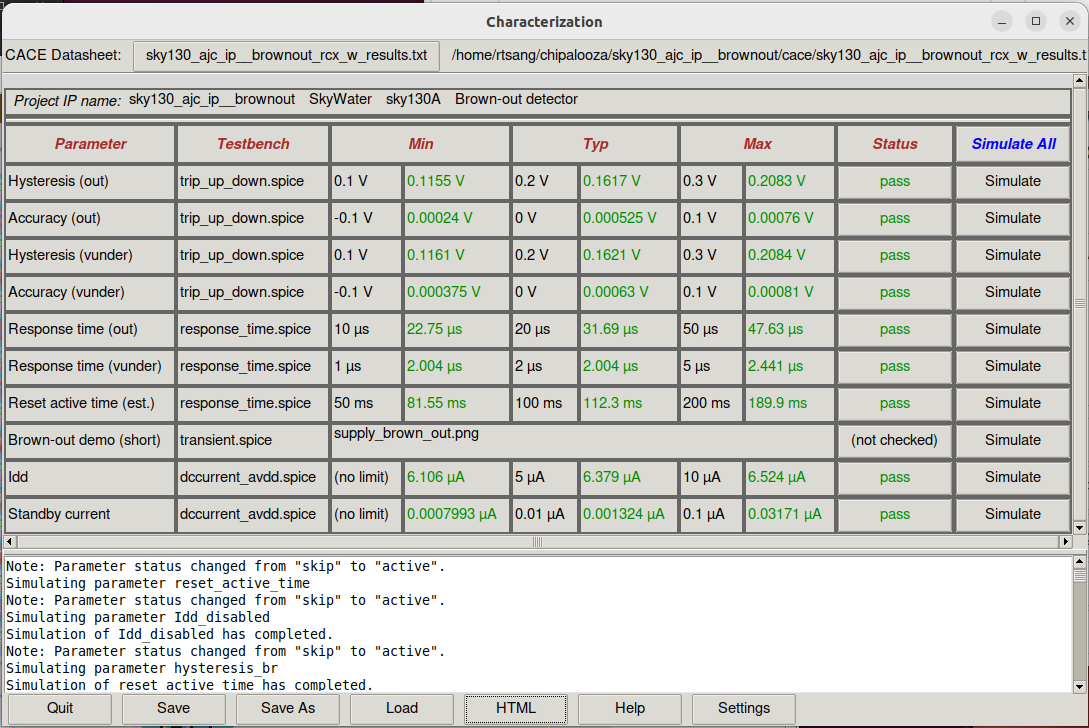 Characterization
CACE Datasheet: sky130_ajc_ip__brownout_rcx_w_results.txt /home/rtsang/chipalooza/sky130_ajc_ip__brownout/cace/sky130_ajc_ip__brownout_rcx_w_results.t
Project IP name: sky130_ajc_ip__brownout SkyWater sky130A Brown-out detector
Parameter Testbench Min Typ Max Status Simulate All
Hysteresis (out) trip_up_down.spice 0.1 V 0.1155 V 0.2 V 0.1617 V 0.3 V 0.2083 V pass Simulate
Accuracy (out) trip_up_down.spice -0.1 V 0.00024 V 0 V 0.000525 V 0.1 V 0.00076 V pass Simulate
Hysteresis (vunder) trip_up_down.spice 0.1 V 0.1161 V 0.2 V 0.1621 V 0.3 V 0.2084 V pass Simulate
Accuracy (vunder) trip_up_down.spice -0.1 V 0.000375 V 0 V 0.00063 V 0.1 V 0.00081 V pass Simulate
Response time (out) response_time.spice 10 µs 22.75 µs 20 µs 31.69 µs 50 µs 47.63 µs pass Simulate
Response time (vunder) response_time.spice 1 µs 2.004 µs 2 µs 2.004 µs 5 µs 2.441 µs pass Simulate
Reset active time (est.) response_time.spice 50 ms 81.55 ms 100 ms 112.3 ms 200 ms 189.9 ms pass Simulate
Brown-out demo (short) transient.spice supply_brown_out.png (not checked) Simulate
Idd dccurrent_avdd.spice (no limit) 6.106 µA 5 µA 6.379 µA 10 µA 6.524 µA pass Simulate
Standby current dccurrent_avdd.spice (no limit) 0.0007993 µA 0.01 µA 0.001324 µA 0.1 µA 0.03171 µA pass Simulate
Note: Parameter status changed from "skip" to "active".
Simulating parameter reset_active_time
Note: Parameter status changed from "skip" to "active".
Simulating parameter Idd_disabled
Simulation of Idd_disabled has completed.
Note: Parameter status changed from "skip" to "active".
Simulating parameter hysteresis_br
Simulation of reset_active_time has completed.
Quit Save Save As Load HTML Help Settings